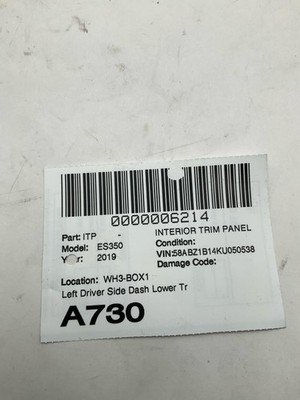 0000006214
Part: ITP - INTERIOR TRIM PANEL
Model: ES350 Condition:
Year: 2019 VIN:58ABZ1B14KU050538
Damage Code:
Location: WH3-BOX1
Left Driver Side Dash Lower Tr
A730